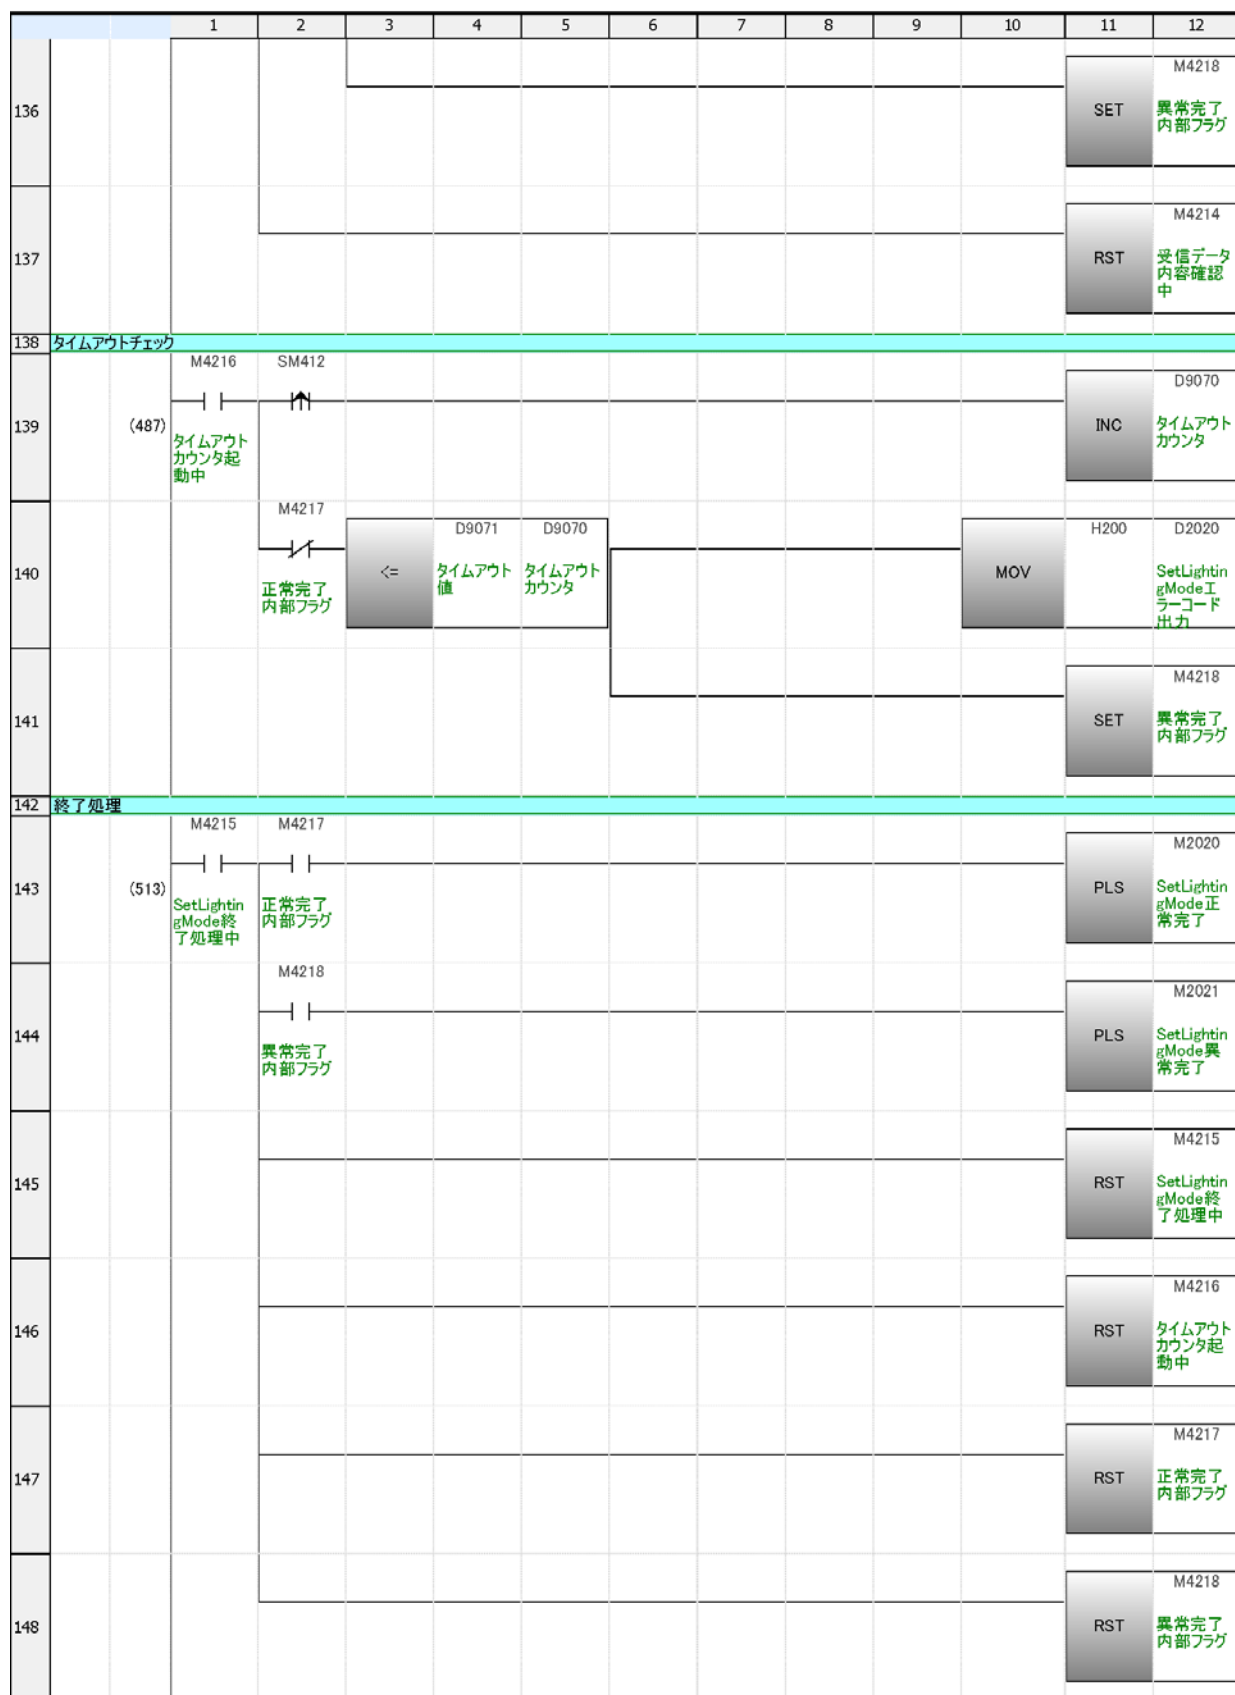 1 2 3 4 5 6 7 8 9 10 11 12
136
SET
M4218
異常完了
内部フラグ
137
RST
M4214
受信データ
内容確認
中
138 タイムアウトチェック
139
(487)
M4216
タイムアウト
カウンタ起
動中
SM412
INC
D9070
タイムアウト
カウンタ
140
M4217
正常完了
内部フラグ
<=
D9071
タイムアウト
値
D9070
タイムアウト
カウンタ
MOV
H200
D2020
SetLightin
gModeエ
ラーコード
出力
141
SET
M4218
異常完了
内部フラグ
142 終了処理
143
(513)
M4215
SetLightin
gMode終
了処理中
M4217
正常完了
内部フラグ
PLS
M2020
SetLightin
gMode正
常完了
144
M4218
異常完了
内部フラグ
PLS
M2021
SetLightin
gMode異
常完了
145
RST
M4215
SetLightin
gMode終
了処理中
146
RST
M4216
タイムアウト
カウンタ起
動中
147
RST
M4217
正常完了
内部フラグ
148
RST
M4218
異常完了
内部フラグ